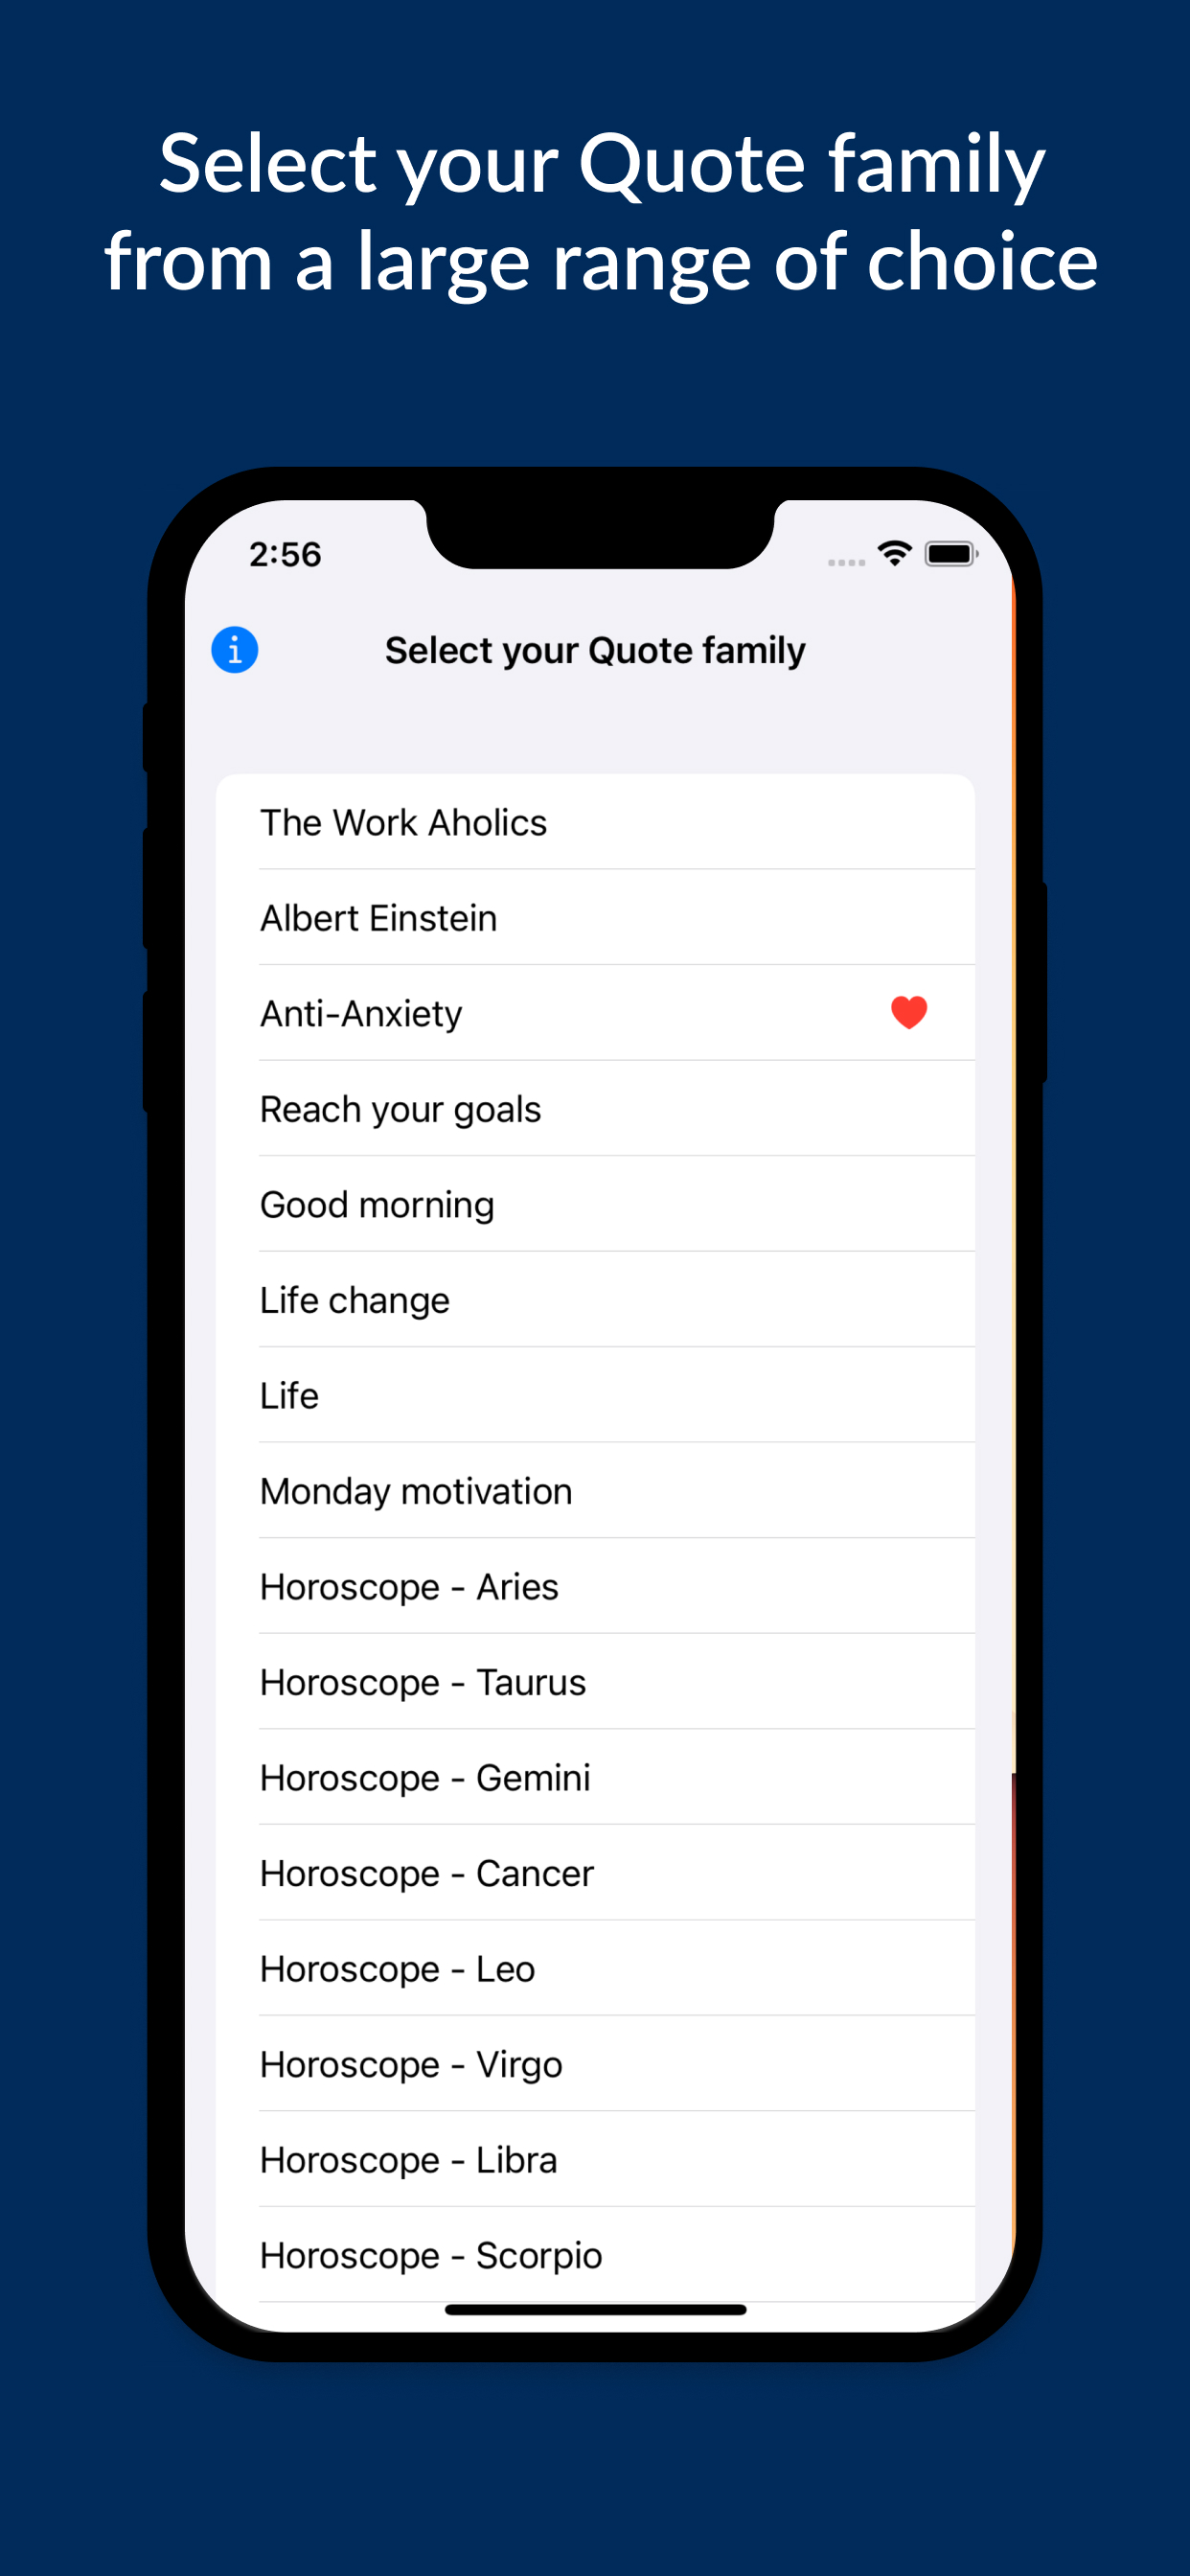 Select your Quote family
from a large range of choice
2:56
Select your Quote family
The Work Aholics
Albert Einstein
Anti-Anxiety
Reach your goals
Good morning
Life change
Life
Monday motivation
Horoscope - Aries
Horoscope - Taurus
Horoscope - Gemini
Horoscope - Cancer
Horoscope - Leo
Horoscope - Virgo
Horoscope - Libra
Horoscope - Scorpio